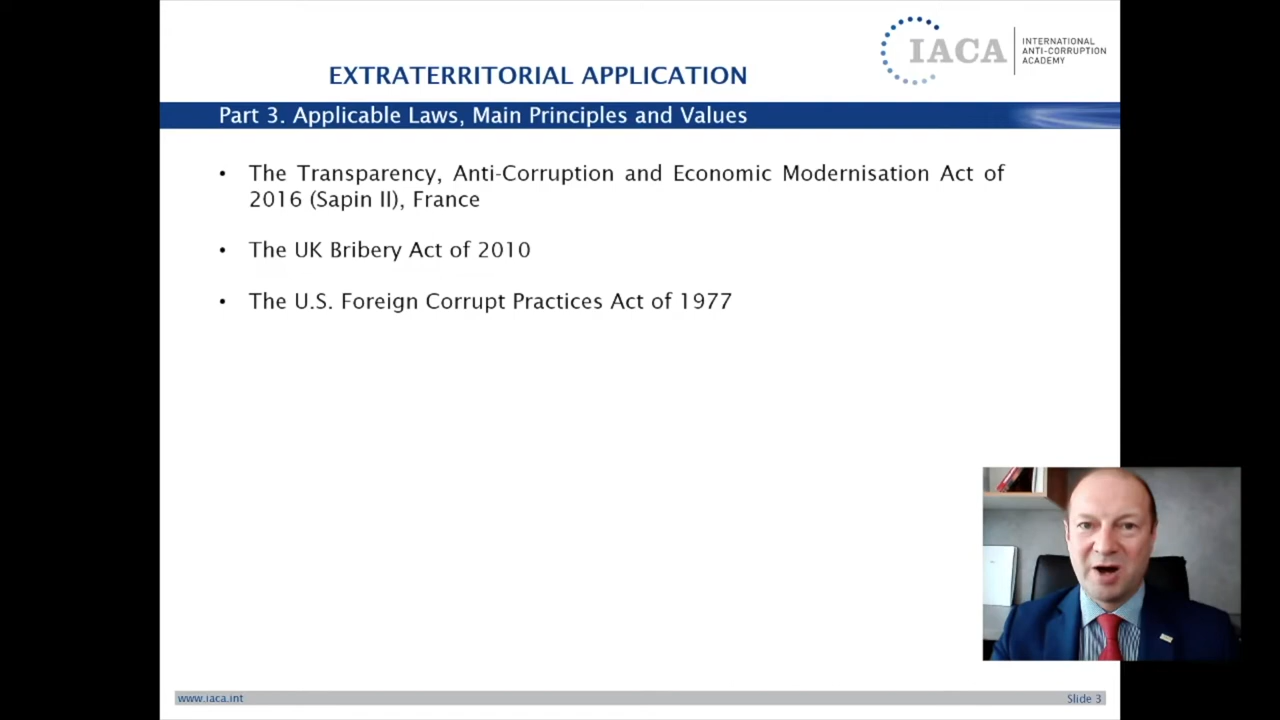 IACA
INTERNATIONAL
ANTI-CORRUPTION
ACADEMY
EXTRATERRITORIAL APPLICATION
Part 3. Applicable Laws, Main Principles and Values
• The Transparency, Anti-Corruption and Economic Modernisation Act of
2016 (Sapin II), France
• The UK Bribery Act of 2010
• The U.S. Foreign Corrupt Practices Act of 1977
www.iaca.int
Slide 3